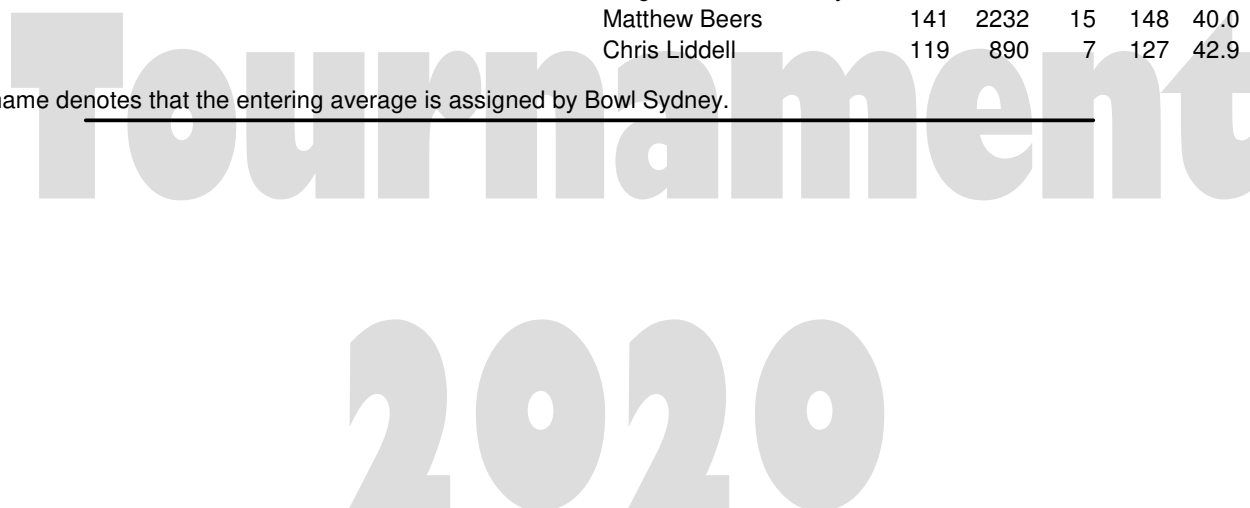 Matthew Beers 141 2232 15 148 40.0
Chris Liddell 119 890 7 127 42.9
name denotes that the entering average is assigned by Bowl Sydney.
Tournament
2020